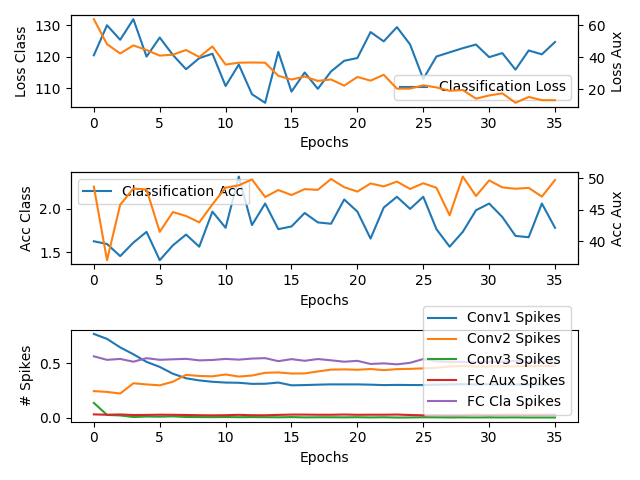 130
120
110
60
40
20
Loss Class
Loss Aux
Classification Loss
0 5 10 15 20 25 30 35
Epochs
2.0
1.5
50
45
40
Acc Class
Acc Aux
Classification Acc
0 5 10 15 20 25 30 35
Epochs
0.5
0.0
# Spikes
Conv1 Spikes
Conv2 Spikes
Conv3 Spikes
FC Aux Spikes
FC Cla Spikes
0 5 10 15 20 25 30 35
Epochs